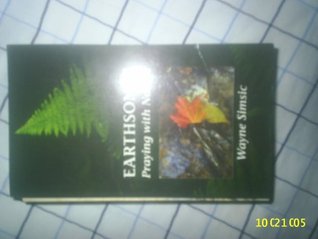 EARTHSO
Praying with N
Wayne Simsic
10 21 05